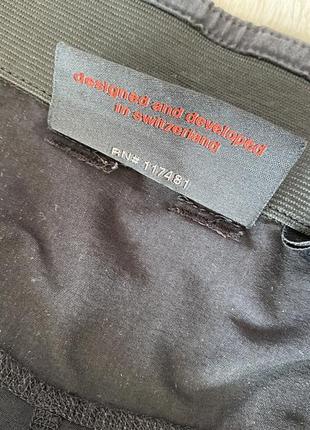 designed and developed
in switzerland
RN# 117481